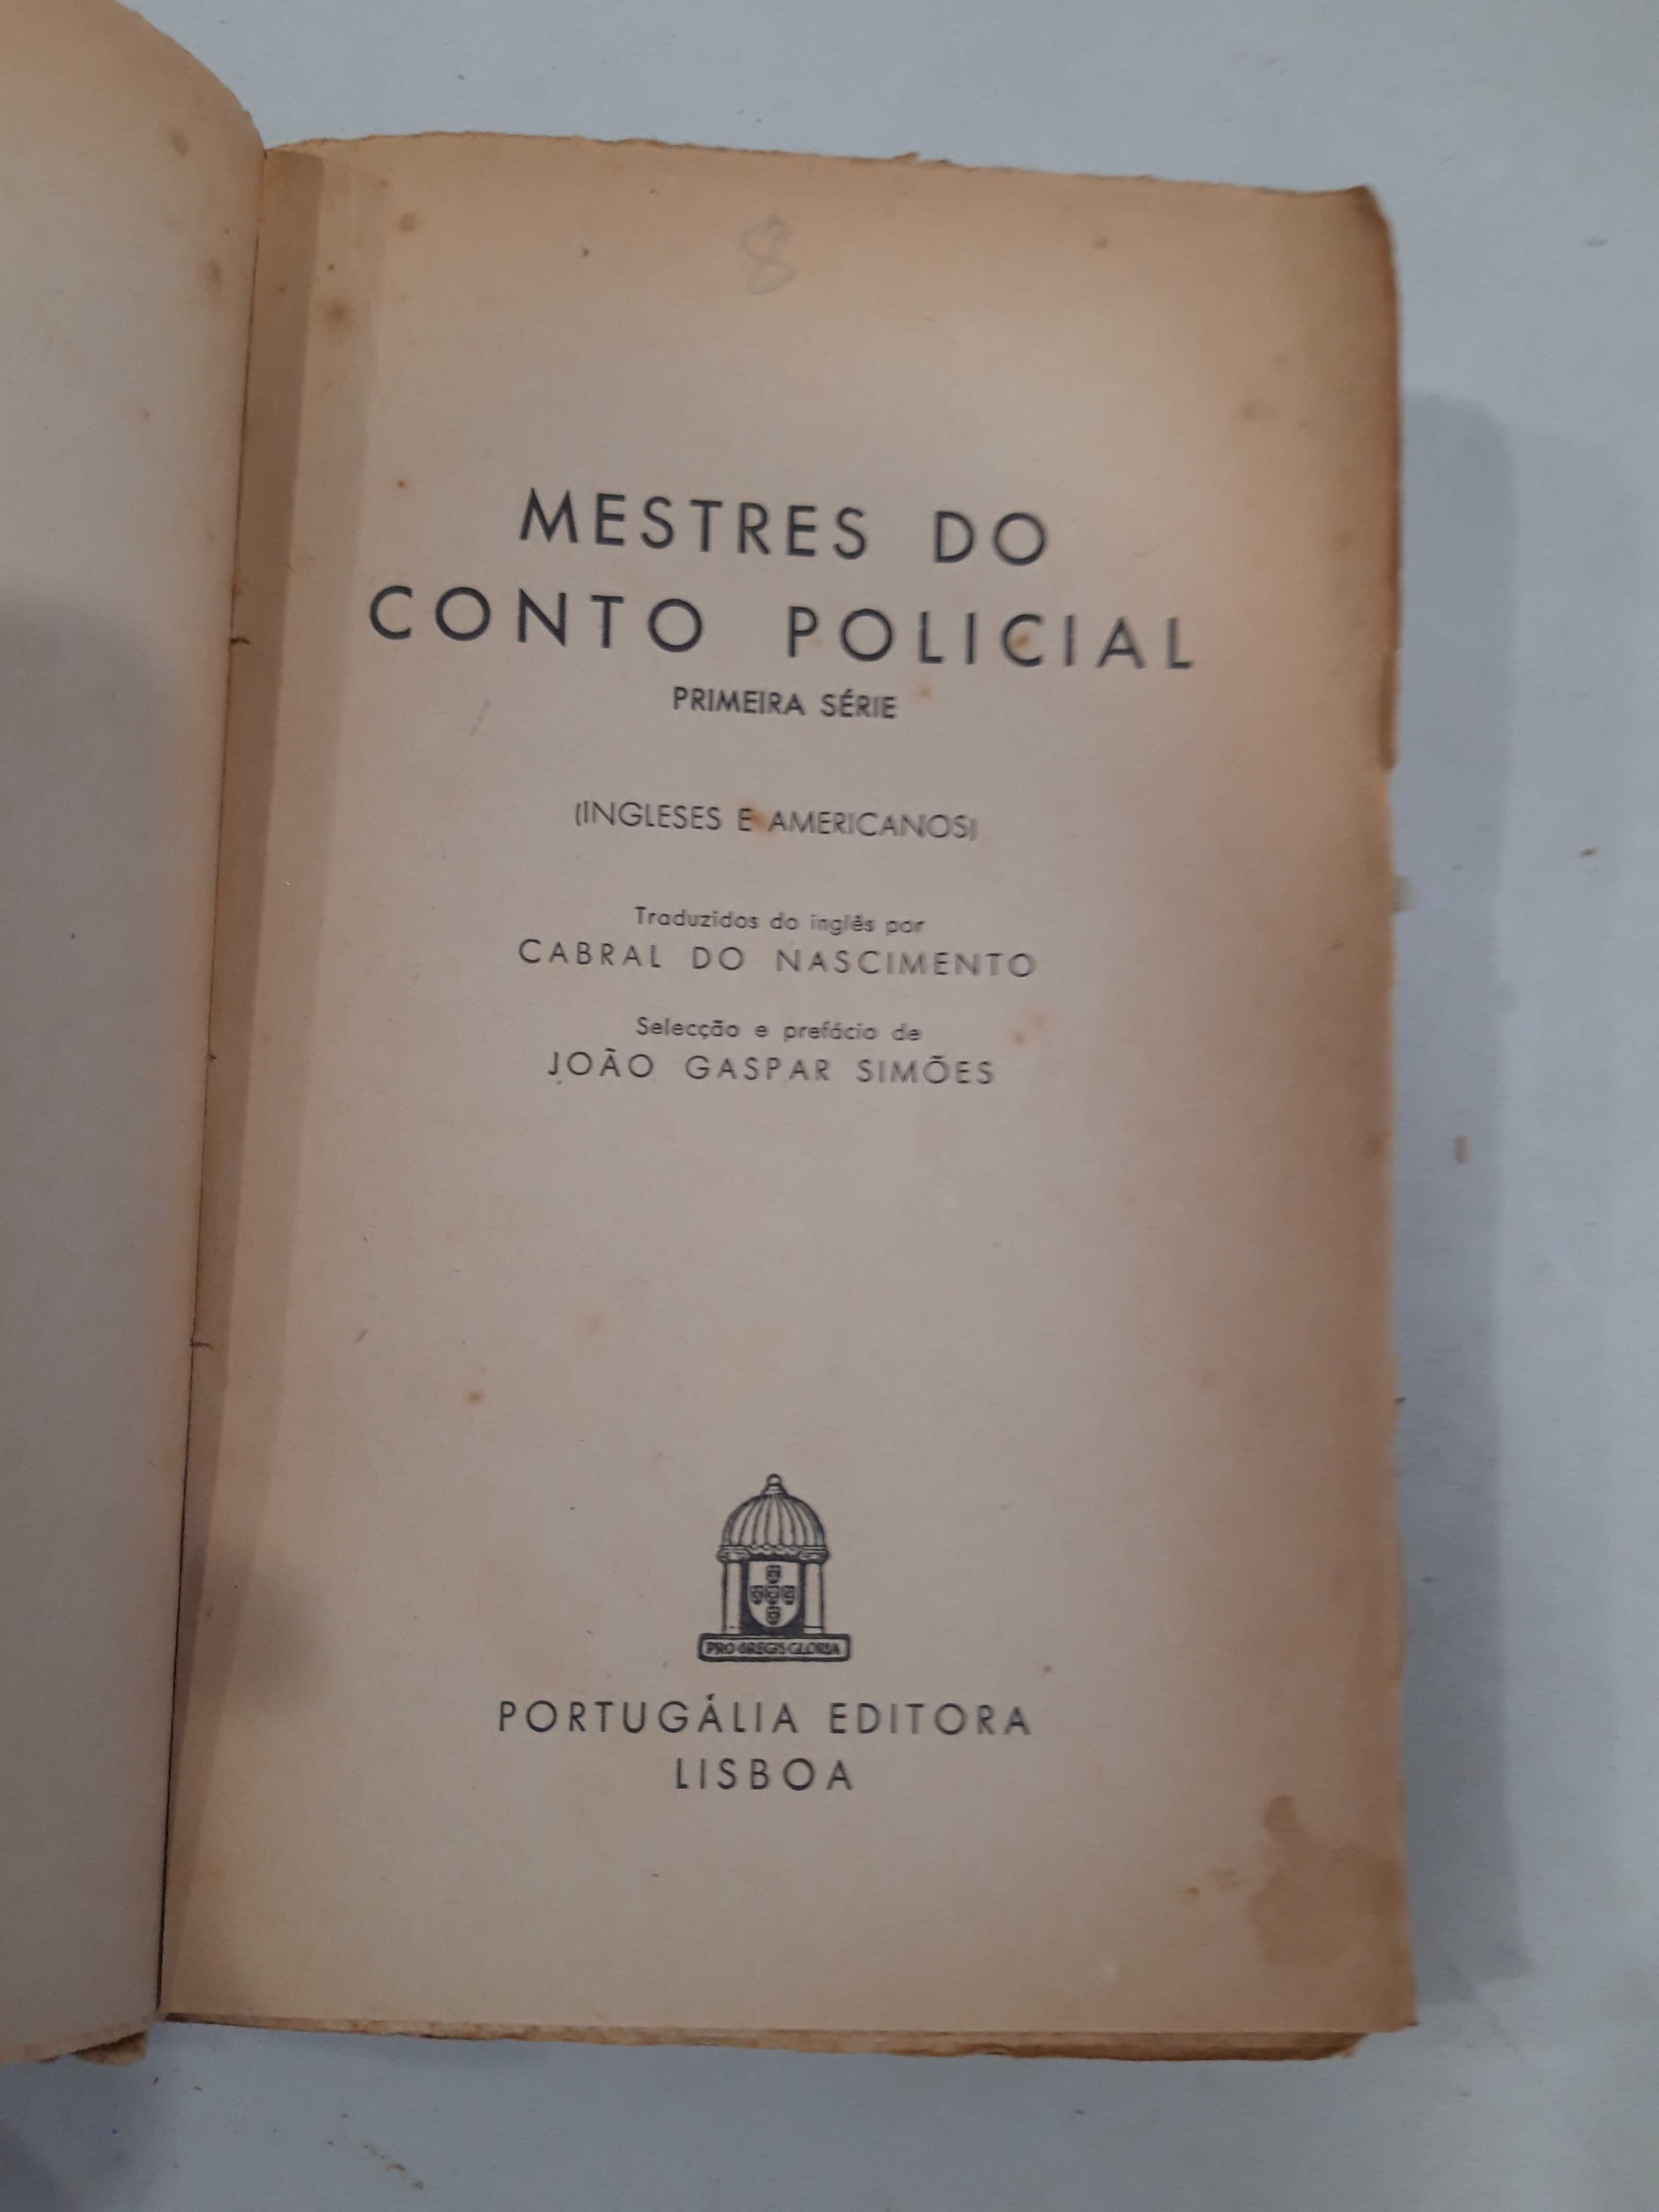 8
MESTRES DO
CONTO POLICIAL
PRIMEIRA SÉRIE
(INGLESES E AMERICANOS)
Traduzidos do inglês por
CABRAL DO NASCIMENTO
Selecção e prefácio de
JOÃO GASPAR SIMÕES
PRO GREGIS GLORIA
PORTUGÁLIA EDITORA
LISBOA